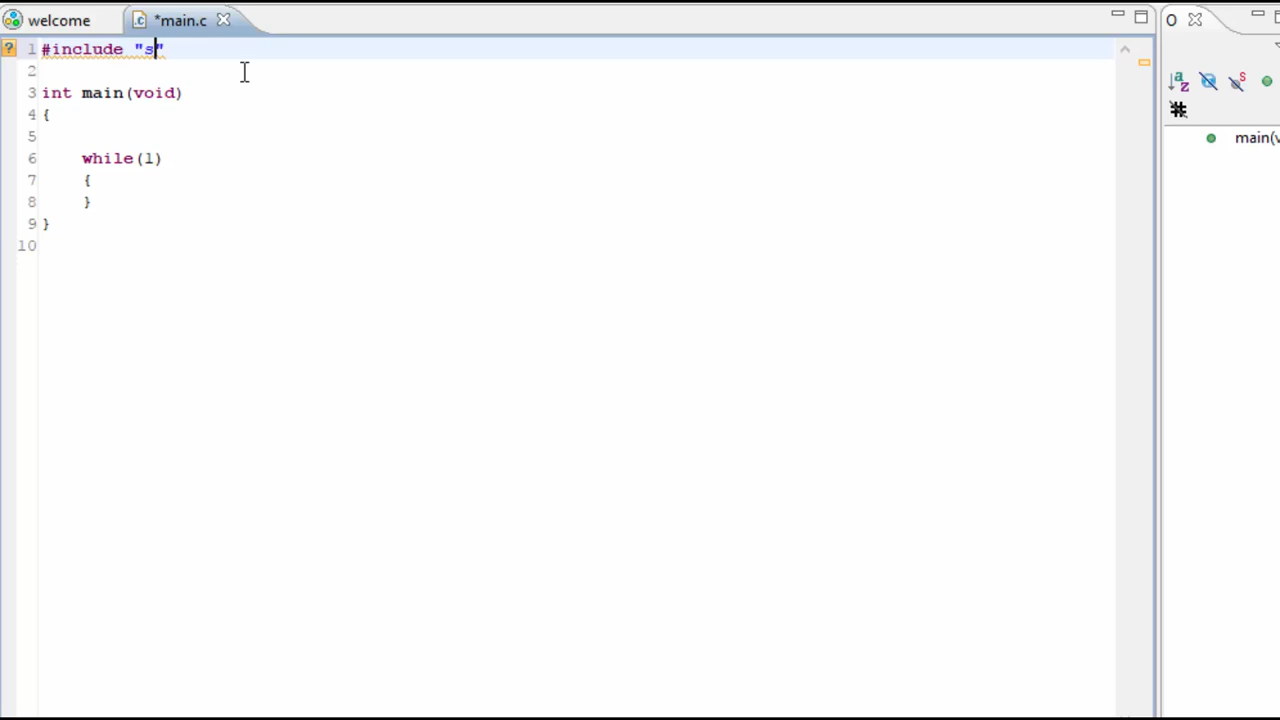 welcome
*main.c
1 #include "s"
2
3 int main(void)
4 {
5
6     while(1)
7     {
8     }
9 }
10
O
main(v